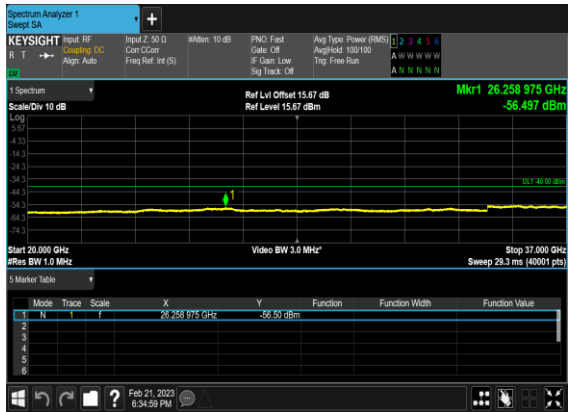 Spectrum Analyzer 1
Swept SA
+
KEYSIGHT Input: RF Input Z: 50 Ω #Atten: 10 dB PNO: Fast Avg Type: Power (RMS) 1 2 3 4 5 6
R T Coupling: DC Corr CCorr Gate: Off Avg|Hold: 100/100 A W W W W W
Align: Auto Freq Ref: Int (S) IF Gain: Low Trig: Free Run
LXI Sig Track: Off A N N N N N
1 Spectrum Ref Lvl Offset 15.67 dB Mkr1 26.258 975 GHz
Scale/Div 10 dB Ref Level 15.67 dBm -56.497 dBm
Log
5.67
-4.33
-14.3
-24.3
-34.3 DL1 -40.00 dBm
-44.3 1
-54.3
-64.3
-74.3
Start 20.000 GHz Video BW 3.0 MHz* Stop 37.000 GHz
#Res BW 1.0 MHz Sweep 29.3 ms (40001 pts)
5 Marker Table
Mode Trace Scale X Y Function Function Width Function Value
1 N 1 f 26.258 975 GHz -56.50 dBm
2
3
4
5
6
? Feb 21, 2023
6:34:59 PM